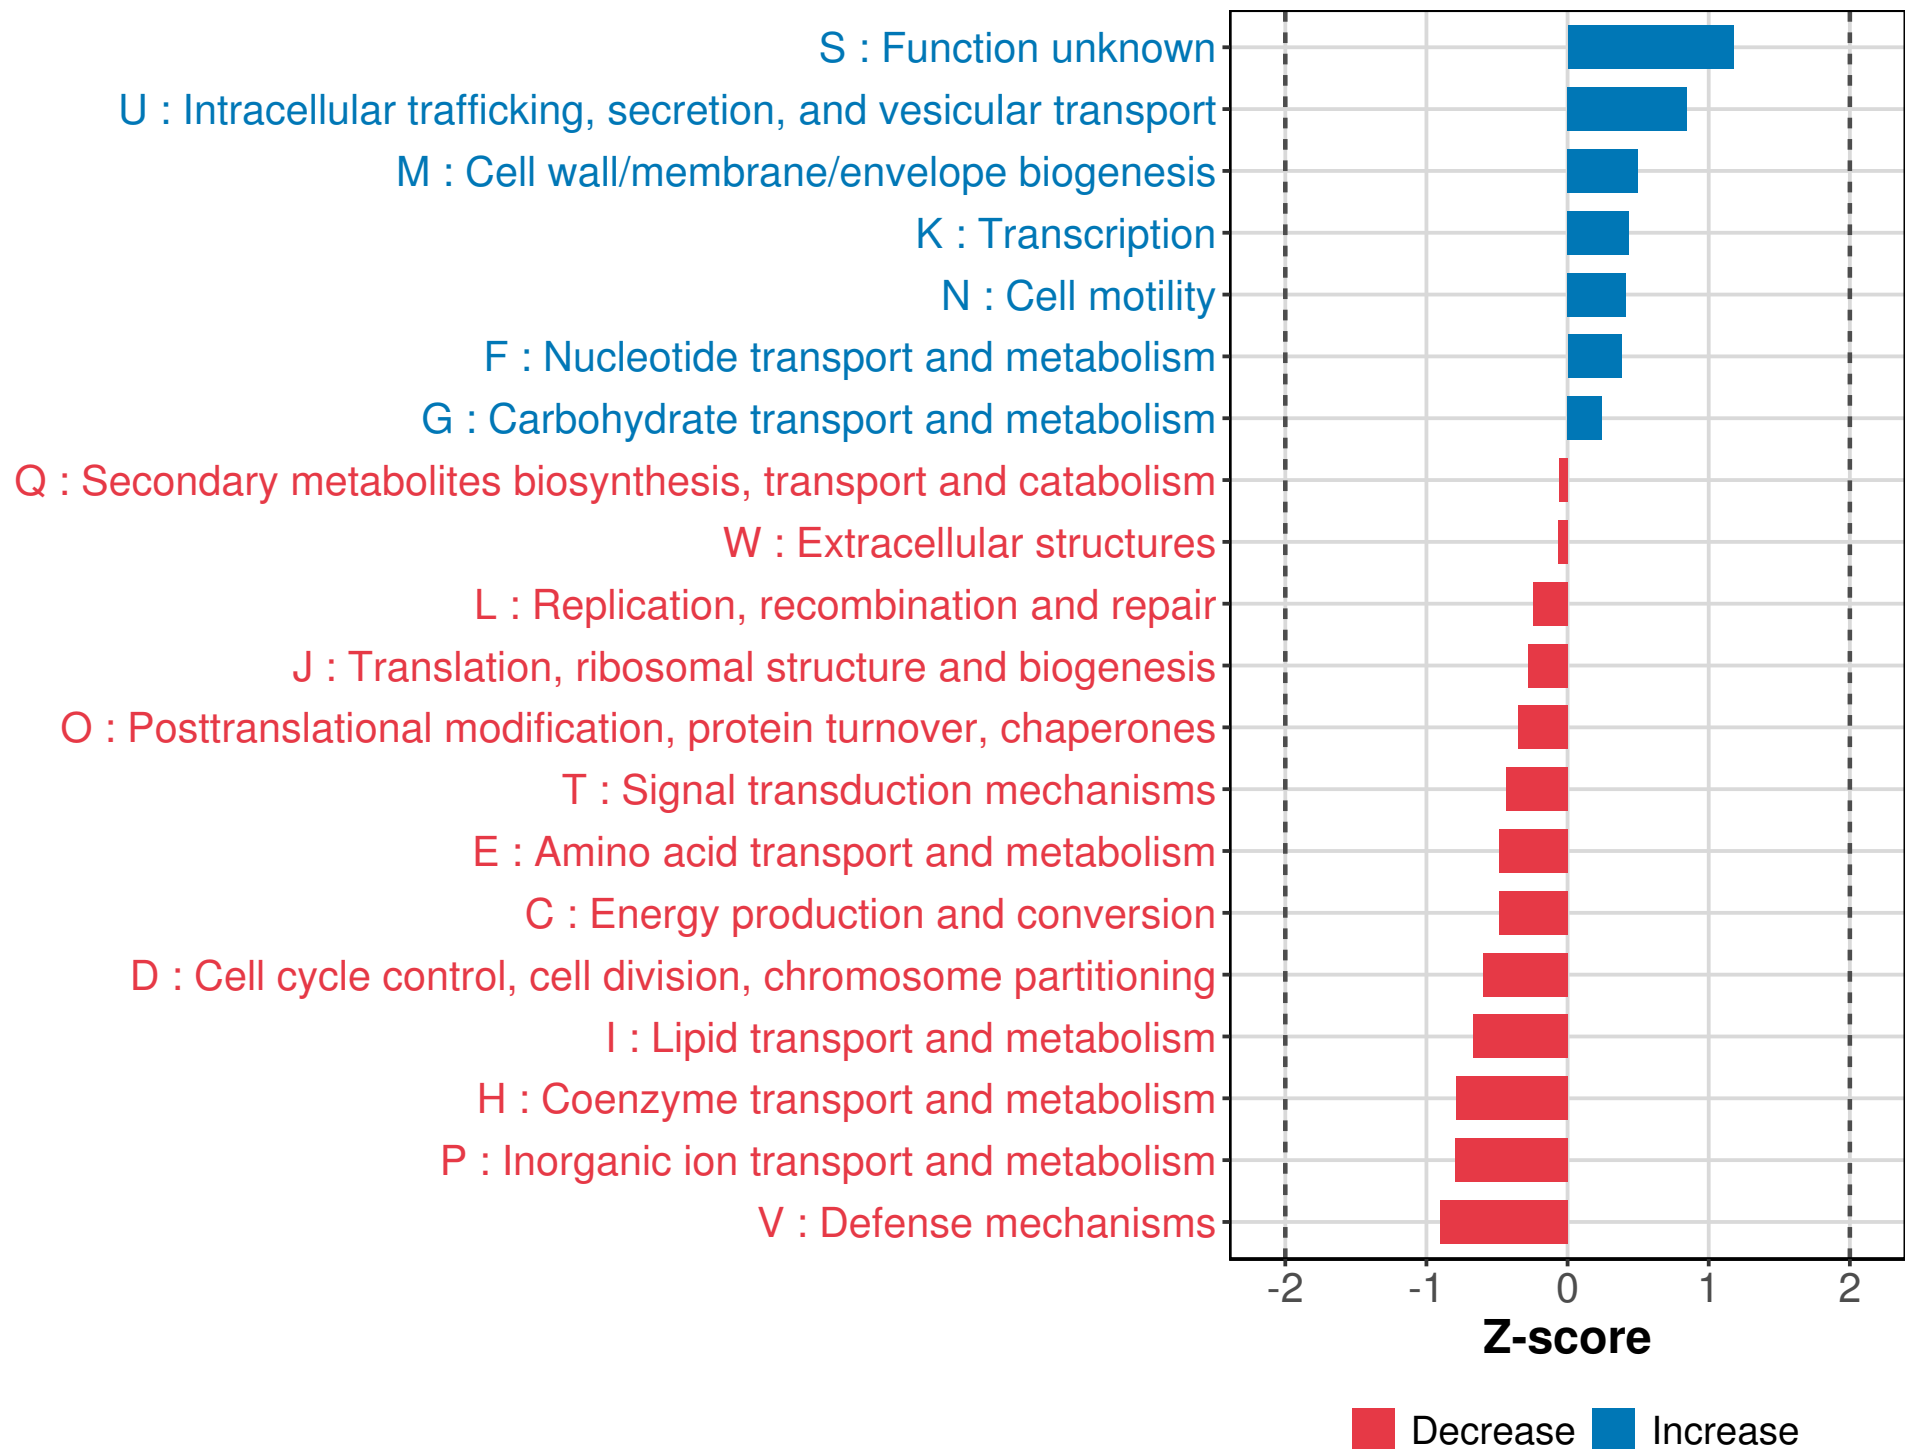 S : Function unknown
U : Intracellular trafficking, secretion, and vesicular transport
M : Cell wall/membrane/envelope biogenesis
K : Transcription
N : Cell motility
F : Nucleotide transport and metabolism
G : Carbohydrate transport and metabolism
Q : Secondary metabolites biosynthesis, transport and catabolism
W : Extracellular structures
L : Replication, recombination and repair
J : Translation, ribosomal structure and biogenesis
O : Posttranslational modification, protein turnover, chaperones
T : Signal transduction mechanisms
E : Amino acid transport and metabolism
C : Energy production and conversion
D : Cell cycle control, cell division, chromosome partitioning
I : Lipid transport and metabolism
H : Coenzyme transport and metabolism
P : Inorganic ion transport and metabolism
V : Defense mechanisms
-2 -1 0 1 2
Z-score
Decrease Increase